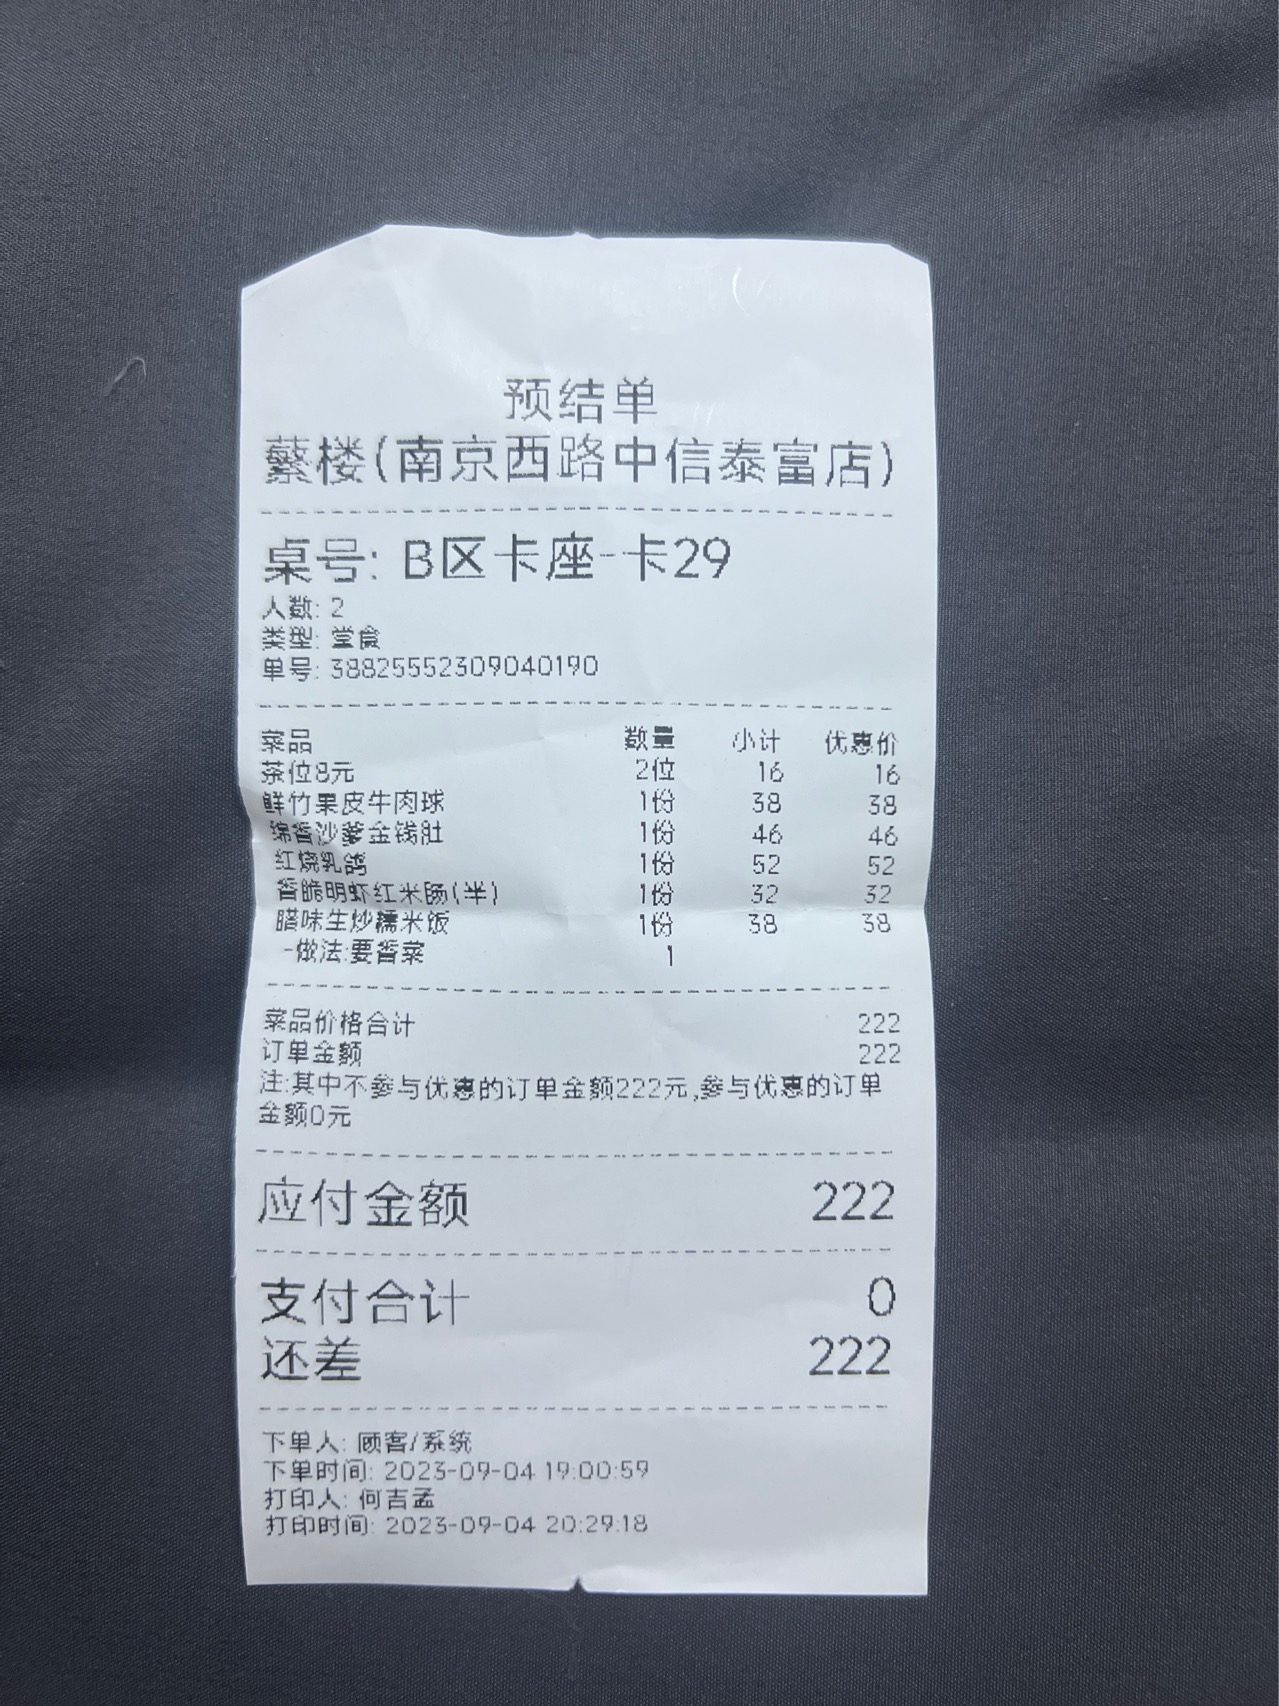 预结单
蘩楼(南京西路中信泰富店)
桌号: B区卡座-卡29
人数: 2
类型: 堂食
单号: 388255523090401​90
菜品 数量 小计 优惠价
茶位8元 2位 16 16
鲜竹果皮牛肉球 1份 38 38
绵香沙爹金钱肚 1份 46 46
红烧乳鸽 1份 52 52
香脆明虾红米肠(半) 1份 32 32
腊味生炒糯米饭 1份 38 38
-做法:要香菜 1
菜品价格合计 222
订单金额 222
注:其中不参与优惠的订单金额222元,参与优惠的订单
金额0元
应付金额 222
支付合计 0
还差 222
下单人: 顾客/系统
下单时间: 2023-09-04 19:00:59
打印人: 何吉孟
打印时间: 2023-09-04 20:29:18